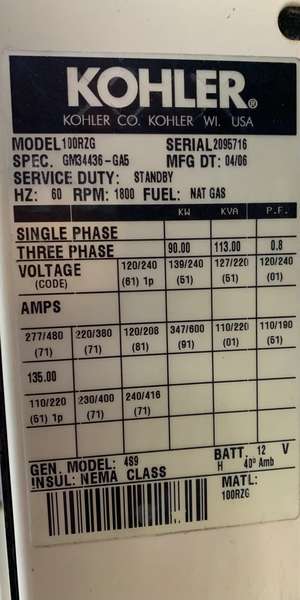 KOHLER®
KOHLER CO. KOHLER WI. USA
MODEL 100RZG SERIAL 2095716
SPEC. GM34436-GA5 MFG DT: 04/06
SERVICE DUTY: STANDBY
HZ: 60 RPM: 1800 FUEL: NAT GAS
KW KVA P.F.
SINGLE PHASE
THREE PHASE 90.00 113.00 0.8
VOLTAGE 120/240 139/240 127/220 120/240
(CODE) (61) 1p (51) (51) (01)
AMPS
277/480 220/380 120/208 347/600 110/220 110/190
(71) (71) (81) (91) (01) (51)
135.00
110/220 230/400 240/416
(61) 1p (71) (71)
GEN. MODEL: 4S9 BATT. 12 V
INSUL: NEMA CLASS H 40° Amb
MATL:
100RZG